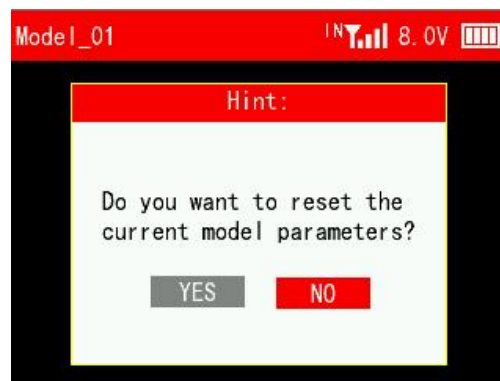 Model_01 IN 8.0V
Hint:
Do you want to reset the
current model parameters?
YES NO